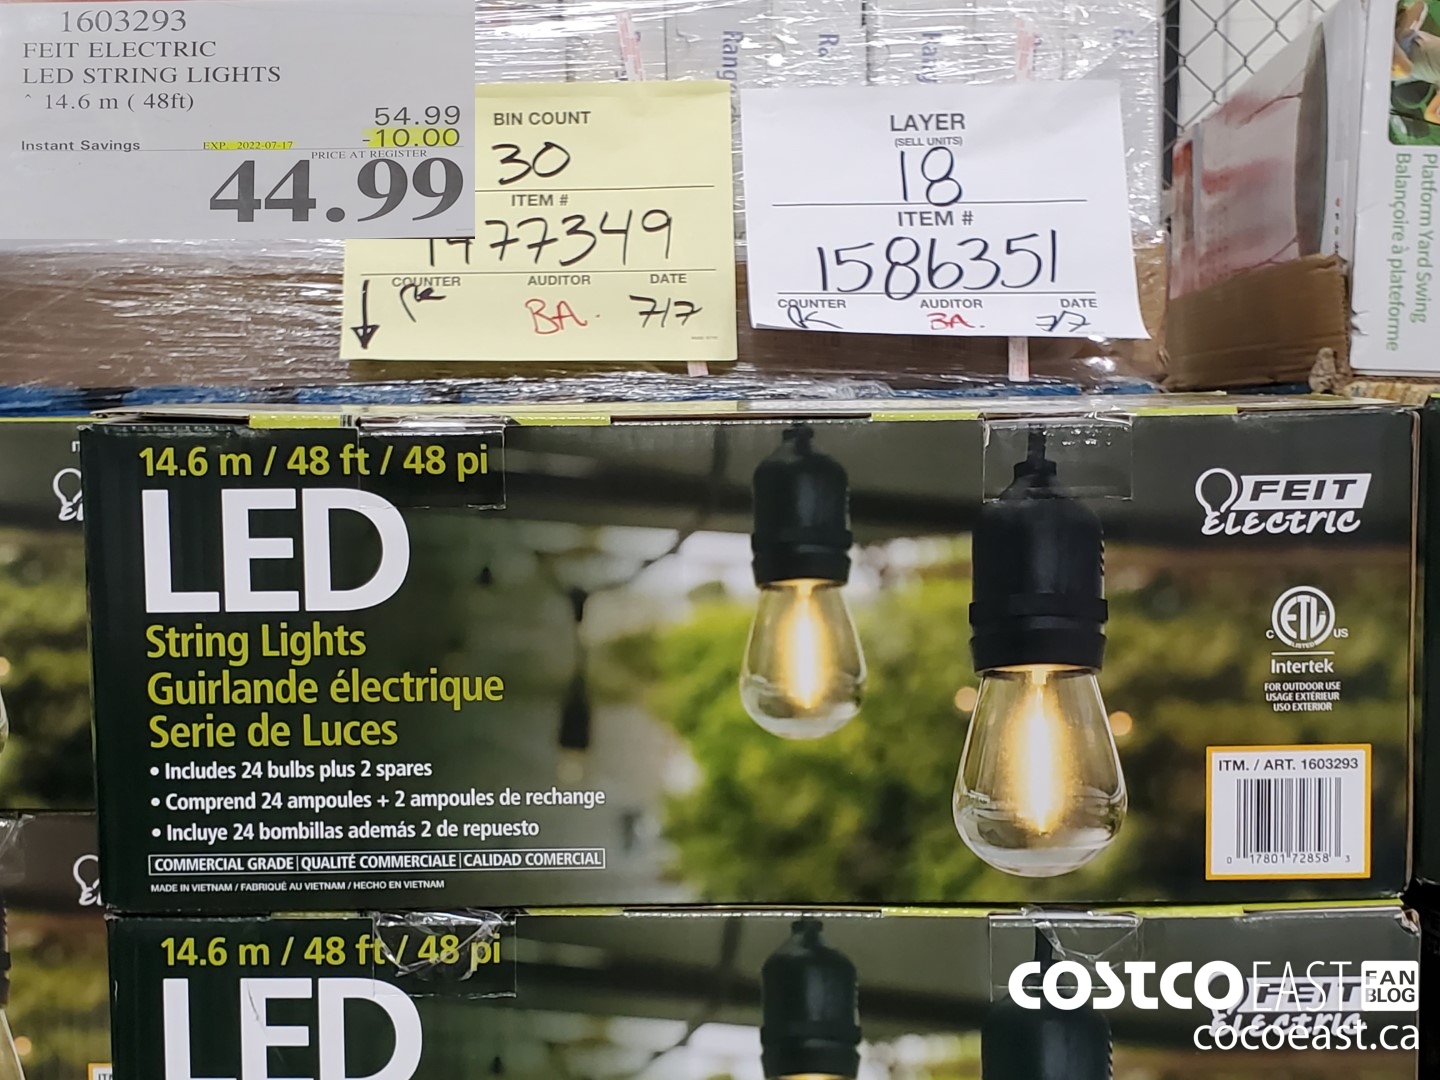 1603293
FEIT ELECTRIC
LED STRING LIGHTS
^ 14.6 m ( 48ft)
54.99
Instant Savings EXP. 2022-07-17 -10.00
PRICE AT REGISTER
44.99
BIN COUNT
30
ITEM #
1477349
COUNTER AUDITOR DATE
BA. 7/7
LAYER
(SELL UNITS)
18
ITEM #
1586351
COUNTER AUDITOR DATE
BA. 7/7
Platform Yard Swing
Balançoire à plateforme
14.6 m / 48 ft / 48 pi
LED
String Lights
Guirlande électrique
Serie de Luces
• Includes 24 bulbs plus 2 spares
• Comprend 24 ampoules + 2 ampoules de rechange
• Incluye 24 bombillas además 2 de repuesto
COMMERCIAL GRADE | QUALITÉ COMMERCIALE | CALIDAD COMERCIAL
MADE IN VIETNAM / FABRIQUÉ AU VIETNAM / HECHO EN VIETNAM
FEIT
ELECTRIC
ETL
C LISTED US
Intertek
FOR OUTDOOR USE
USAGE EXTÉRIEUR
USO EXTERIOR
ITM. / ART. 1603293
0 17801 72858 3
14.6 m / 48 ft / 48 pi
LED
FEIT
ELECTRIC
COSTCO EAST FAN BLOG
cocoeast.ca